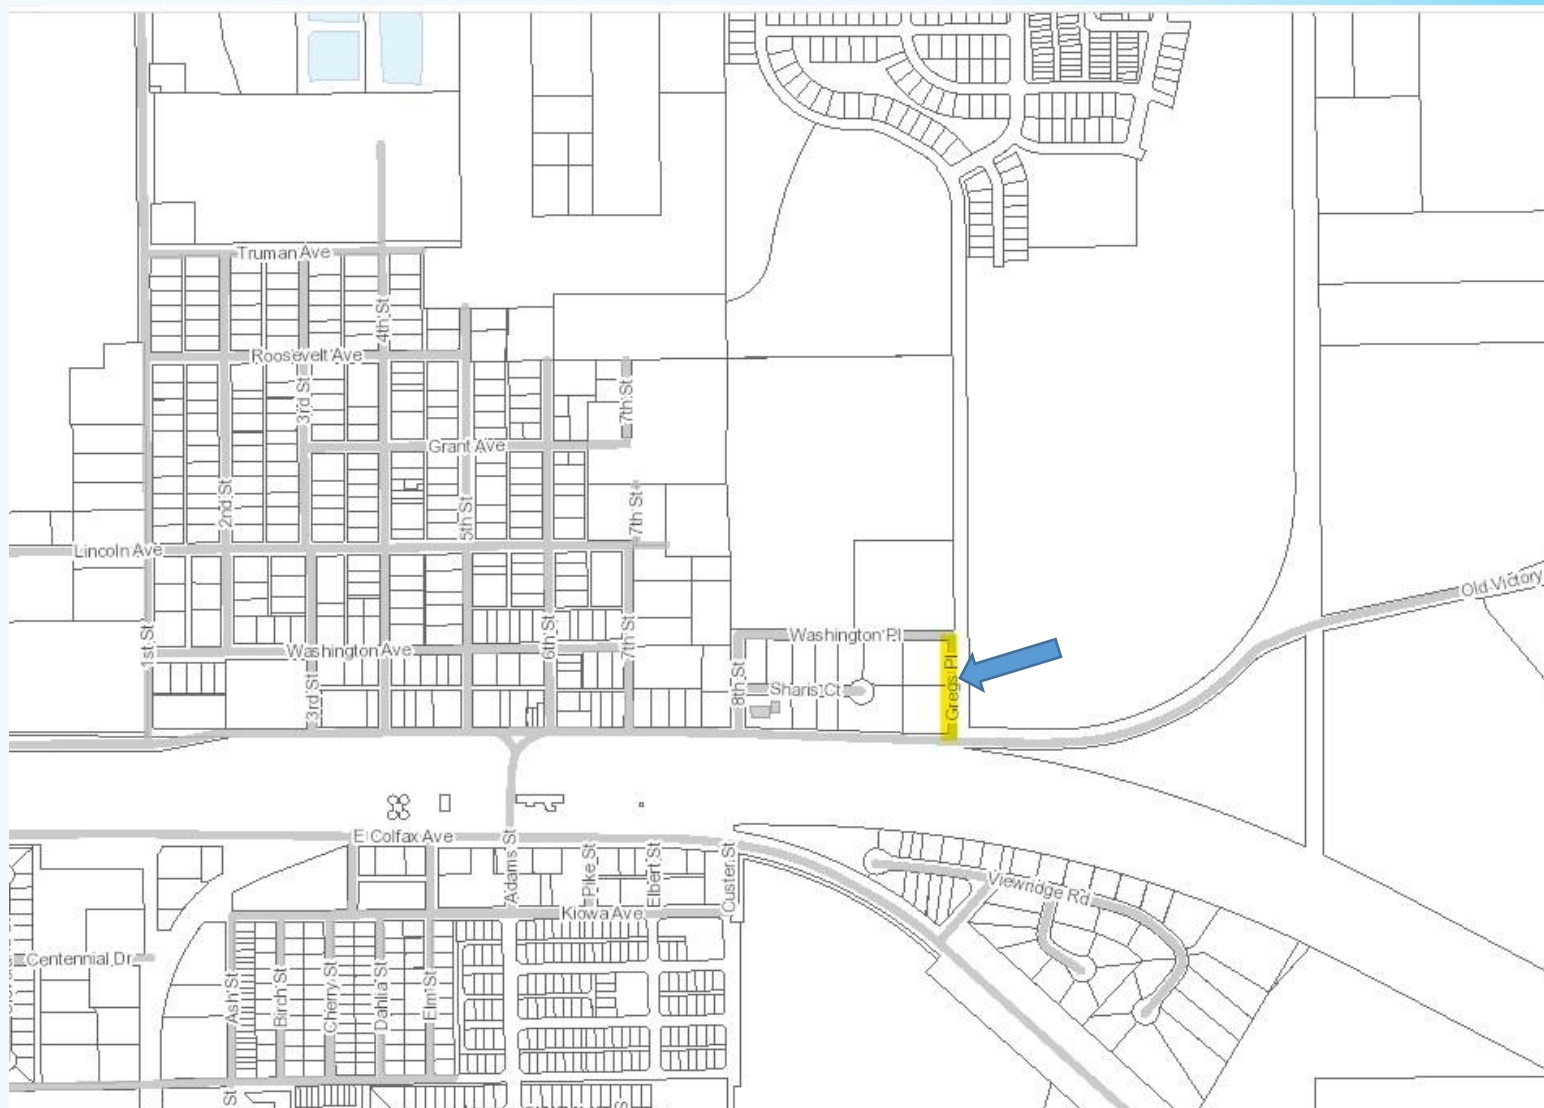 Truman Ave
4th St
Roosevelt Ave
3rd St
7th St
Grant Ave
2nd St
5th St
7th St
Lincoln Ave
Old Victory
1st St
Washington Ave
6th St
7th St
Washington Pl
3rd St
8th St
Sharis Ct
Gregs Pl
E Colfax Ave
Adams St
Pike St
Elbert St
Custer St
Viewridge Rd
Kiowa Ave
Centennial Dr
Ash St
Birch St
Cherry St
Dahlia St
Elm St
St